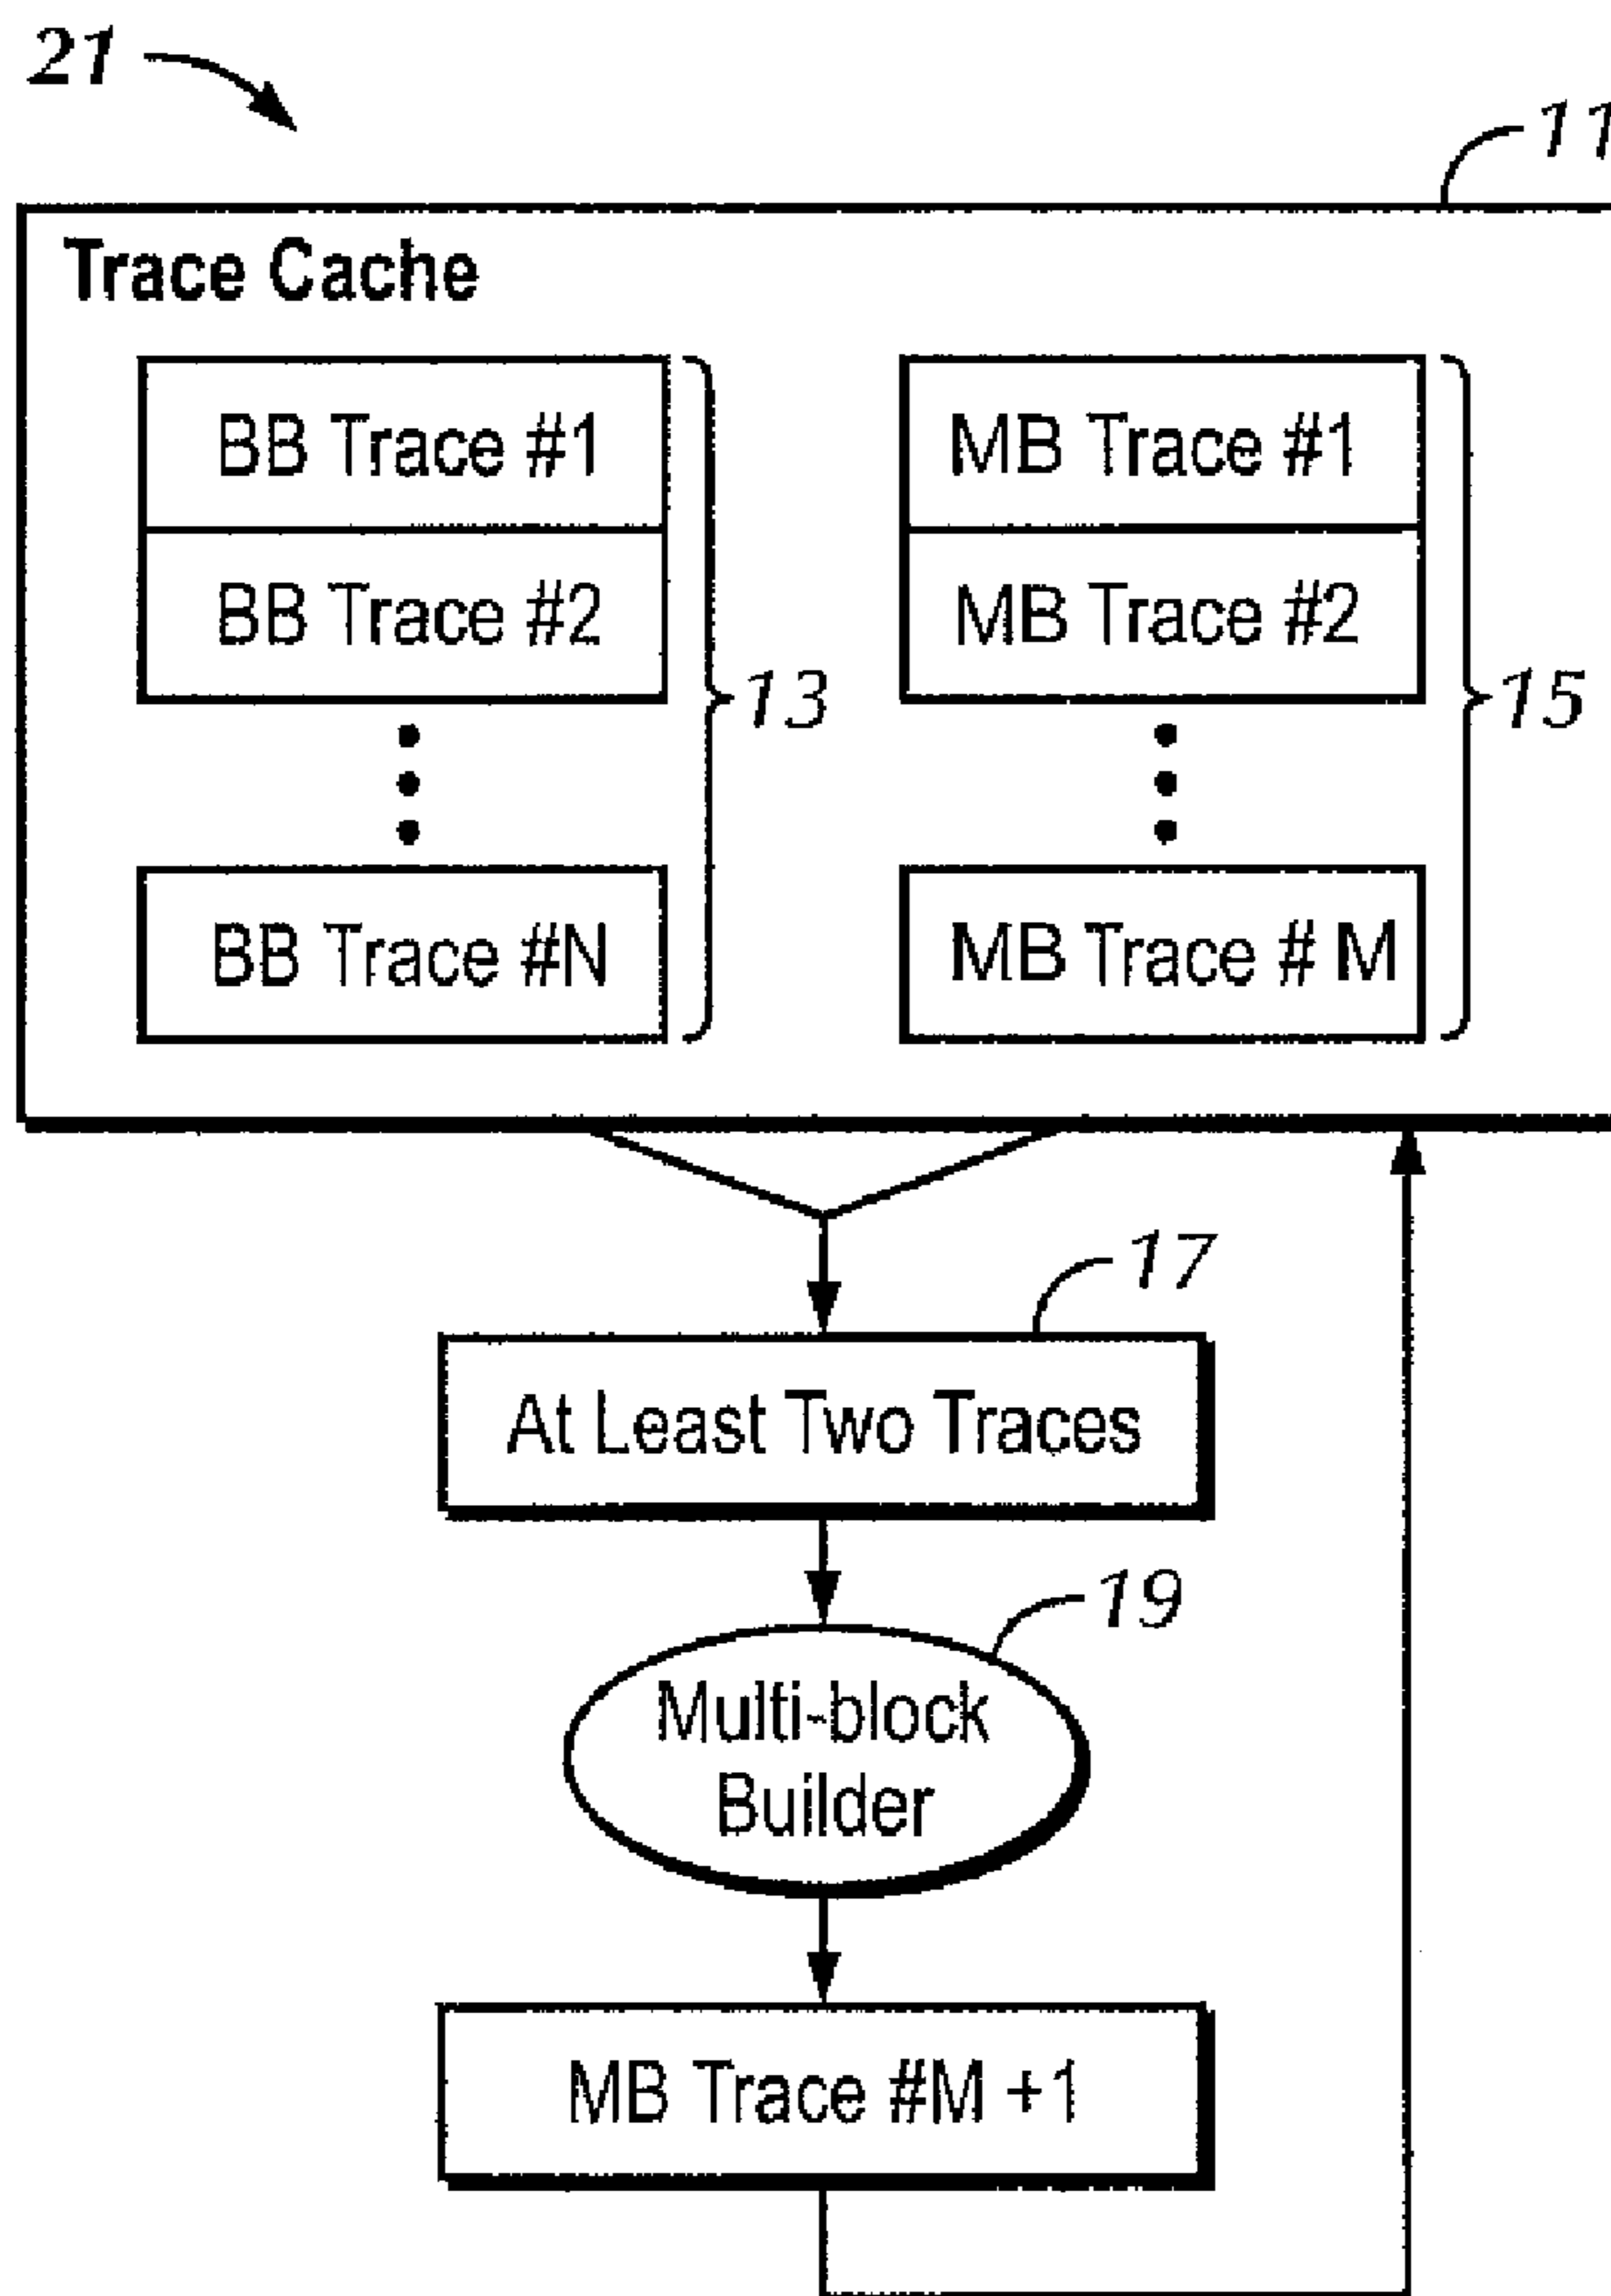 21
11
Trace Cache
BB Trace #1
BB Trace #2
13
BB Trace #N
MB Trace #1
MB Trace #2
15
MB Trace # M
17
At Least Two Traces
19
Multi-block
Builder
MB Trace #M +1